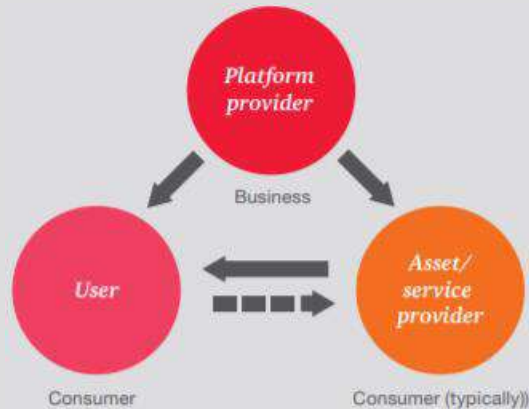 Platform
provider
Business
User
Asset/
service
provider
Consumer
Consumer (typically))